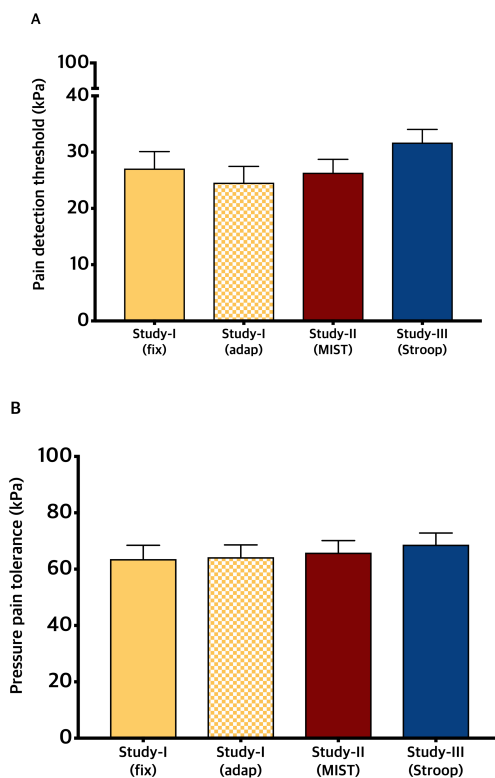 A
Pain detection threshold (kPa)
100
40
30
20
10
0
Study-I
(fix)
Study-I
(adap)
Study-II
(MIST)
Study-III
(Stroop)
B
Pressure pain tolerance (kPa)
100
80
60
40
20
0
Study-I
(fix)
Study-I
(adap)
Study-II
(MIST)
Study-III
(Stroop)